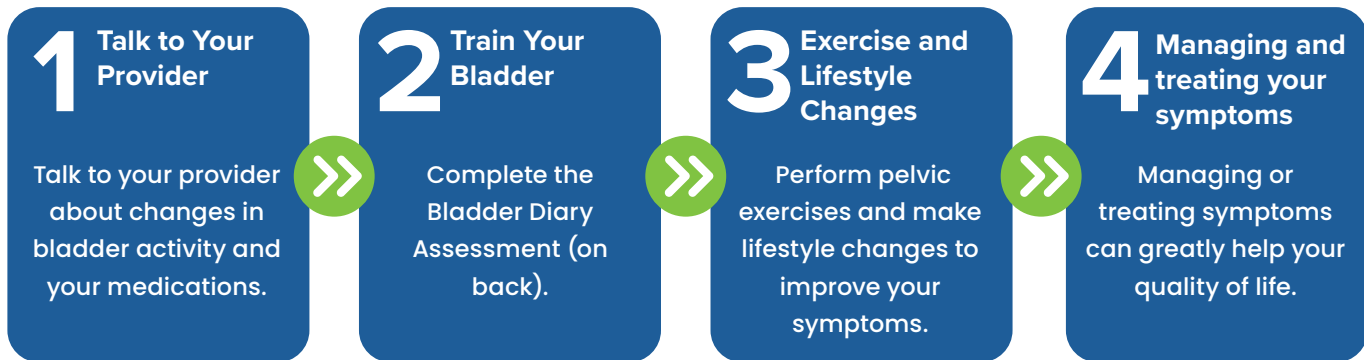 1
Talk to Your
Provider
Talk to your provider
about changes in
bladder activity and
your medications.
2
Train Your
Bladder
Complete the
Bladder Diary
Assessment (on
back).
3
Exercise and
Lifestyle
Changes
Perform pelvic
exercises and make
lifestyle changes to
improve your
symptoms.
4
Managing and
treating your
symptoms
Managing or
treating symptoms
can greatly help your
quality of life.